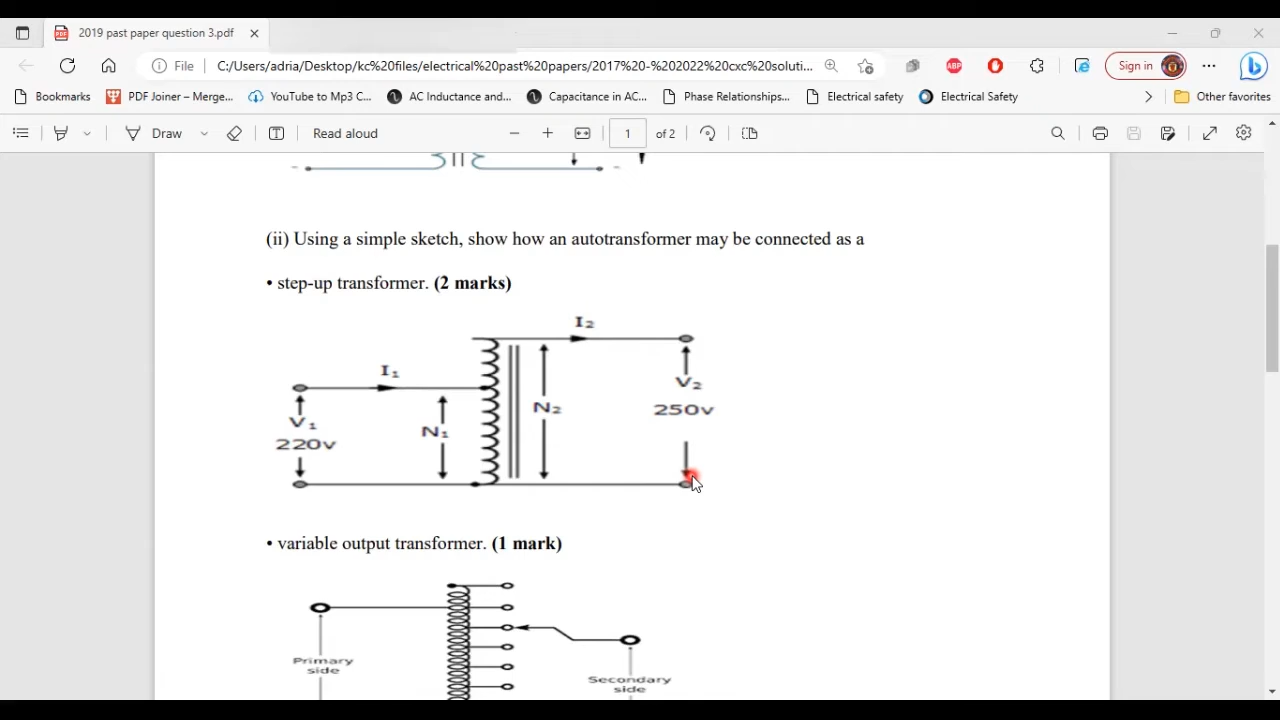 2019 past paper question 3.pdf
File
C:/Users/adria/Desktop/kc%20files/electrical%20past%20papers/2017%20-%202022%20cxc%20soluti...
ABP
Sign in
Bookmarks
PDF Joiner – Merge...
YouTube to Mp3 C...
AC Inductance and...
Capacitance in AC...
Phase Relationships...
Electrical safety
Electrical Safety
Other favorites
Draw
Read aloud
1
of 2
(ii) Using a simple sketch, show how an autotransformer may be connected as a
• step-up transformer. (2 marks)
I₂
I₁
V₂
250v
N₂
V₁
220v
N₁
• variable output transformer. (1 mark)
Primary
side
Secondary
side